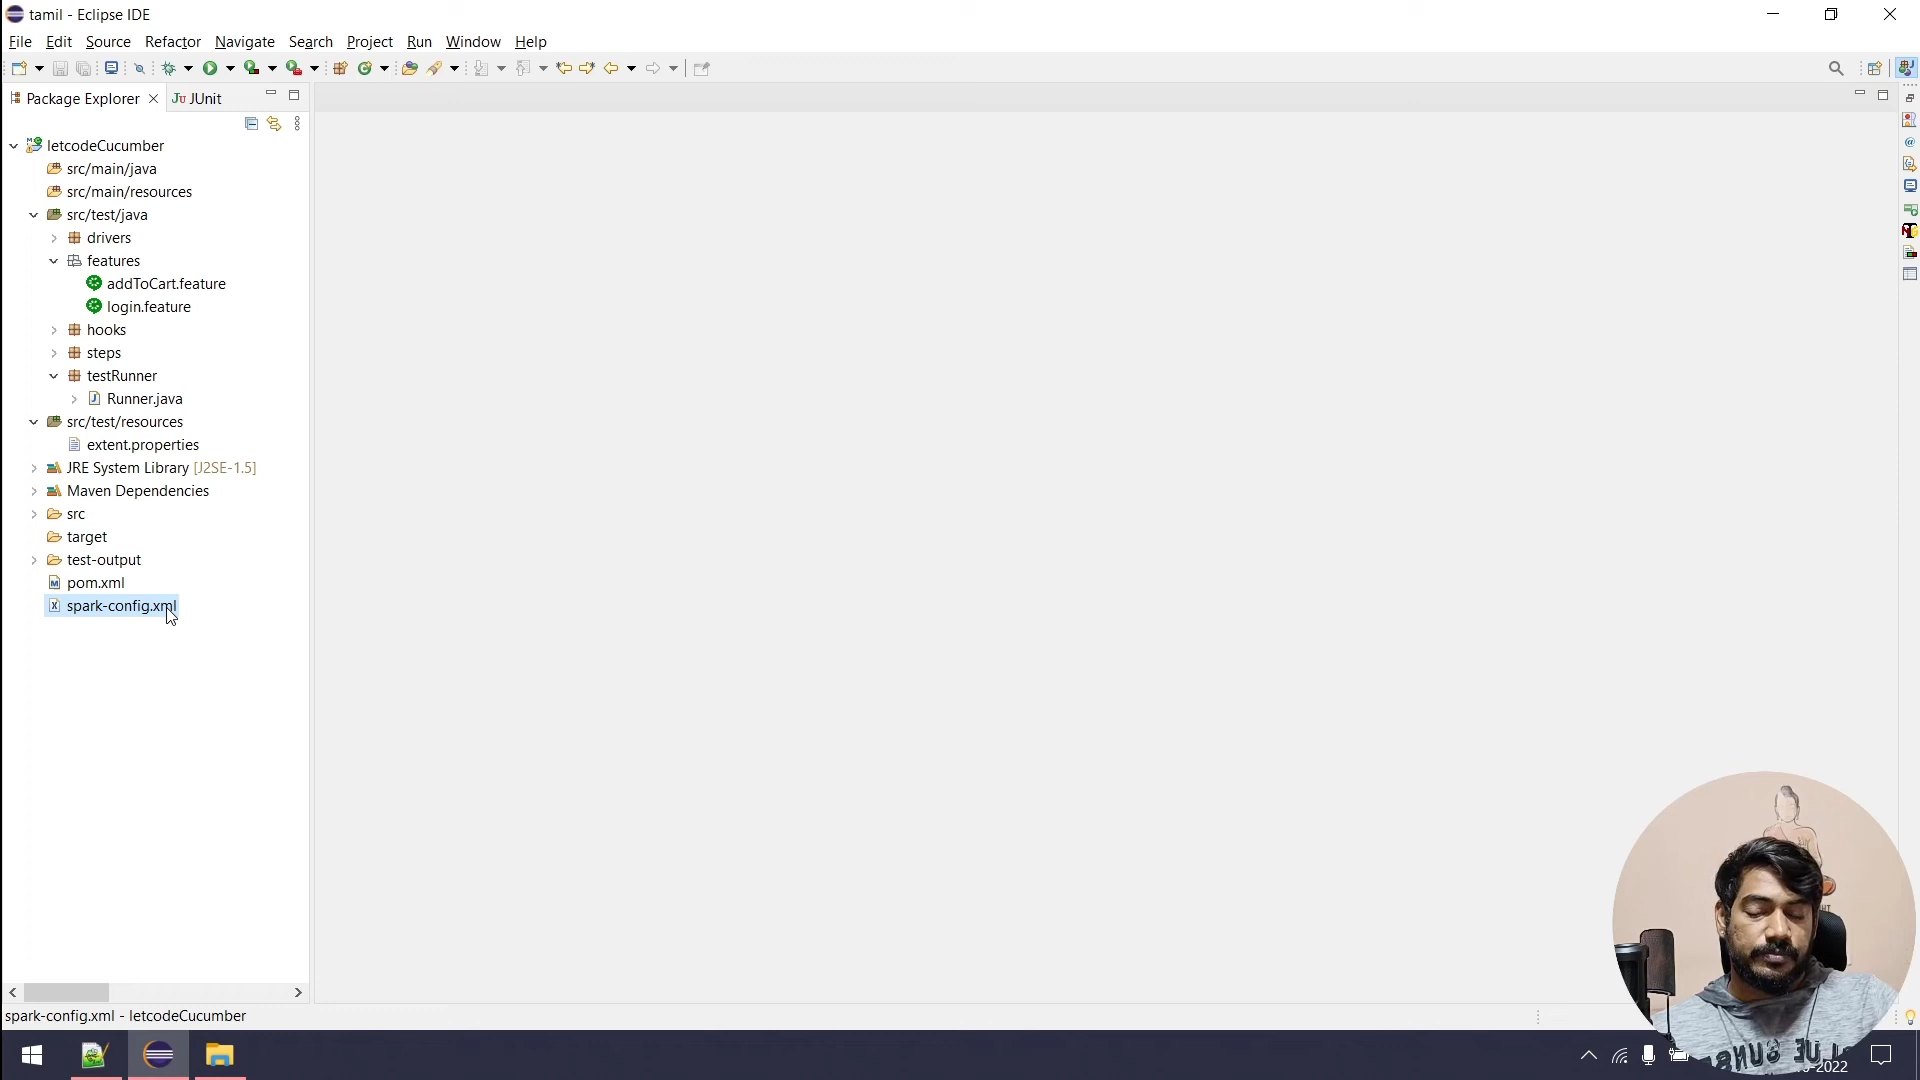 tamil - Eclipse IDE
File Edit Source Refactor Navigate Search Project Run Window Help
Package Explorer JUnit
letcodeCucumber
src/main/java
src/main/resources
src/test/java
drivers
features
addToCart.feature
login.feature
hooks
steps
testRunner
Runner.java
src/test/resources
extent.properties
JRE System Library [J2SE-1.5]
Maven Dependencies
src
target
test-output
pom.xml
spark-config.xml
spark-config.xml - letcodeCucumber
-2022